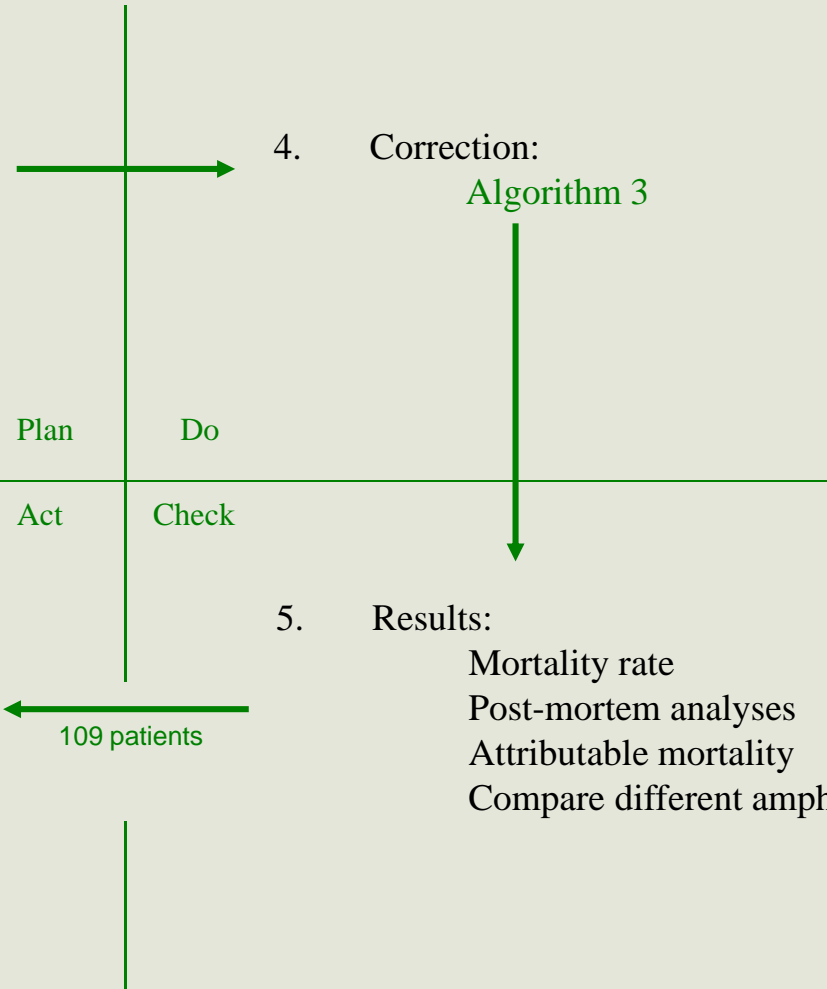 4. Correction:
Algorithm 3
Plan Do
Act Check
5. Results:
Mortality rate
Post-mortem analyses
109 patients
Attributable mortality
Compare different